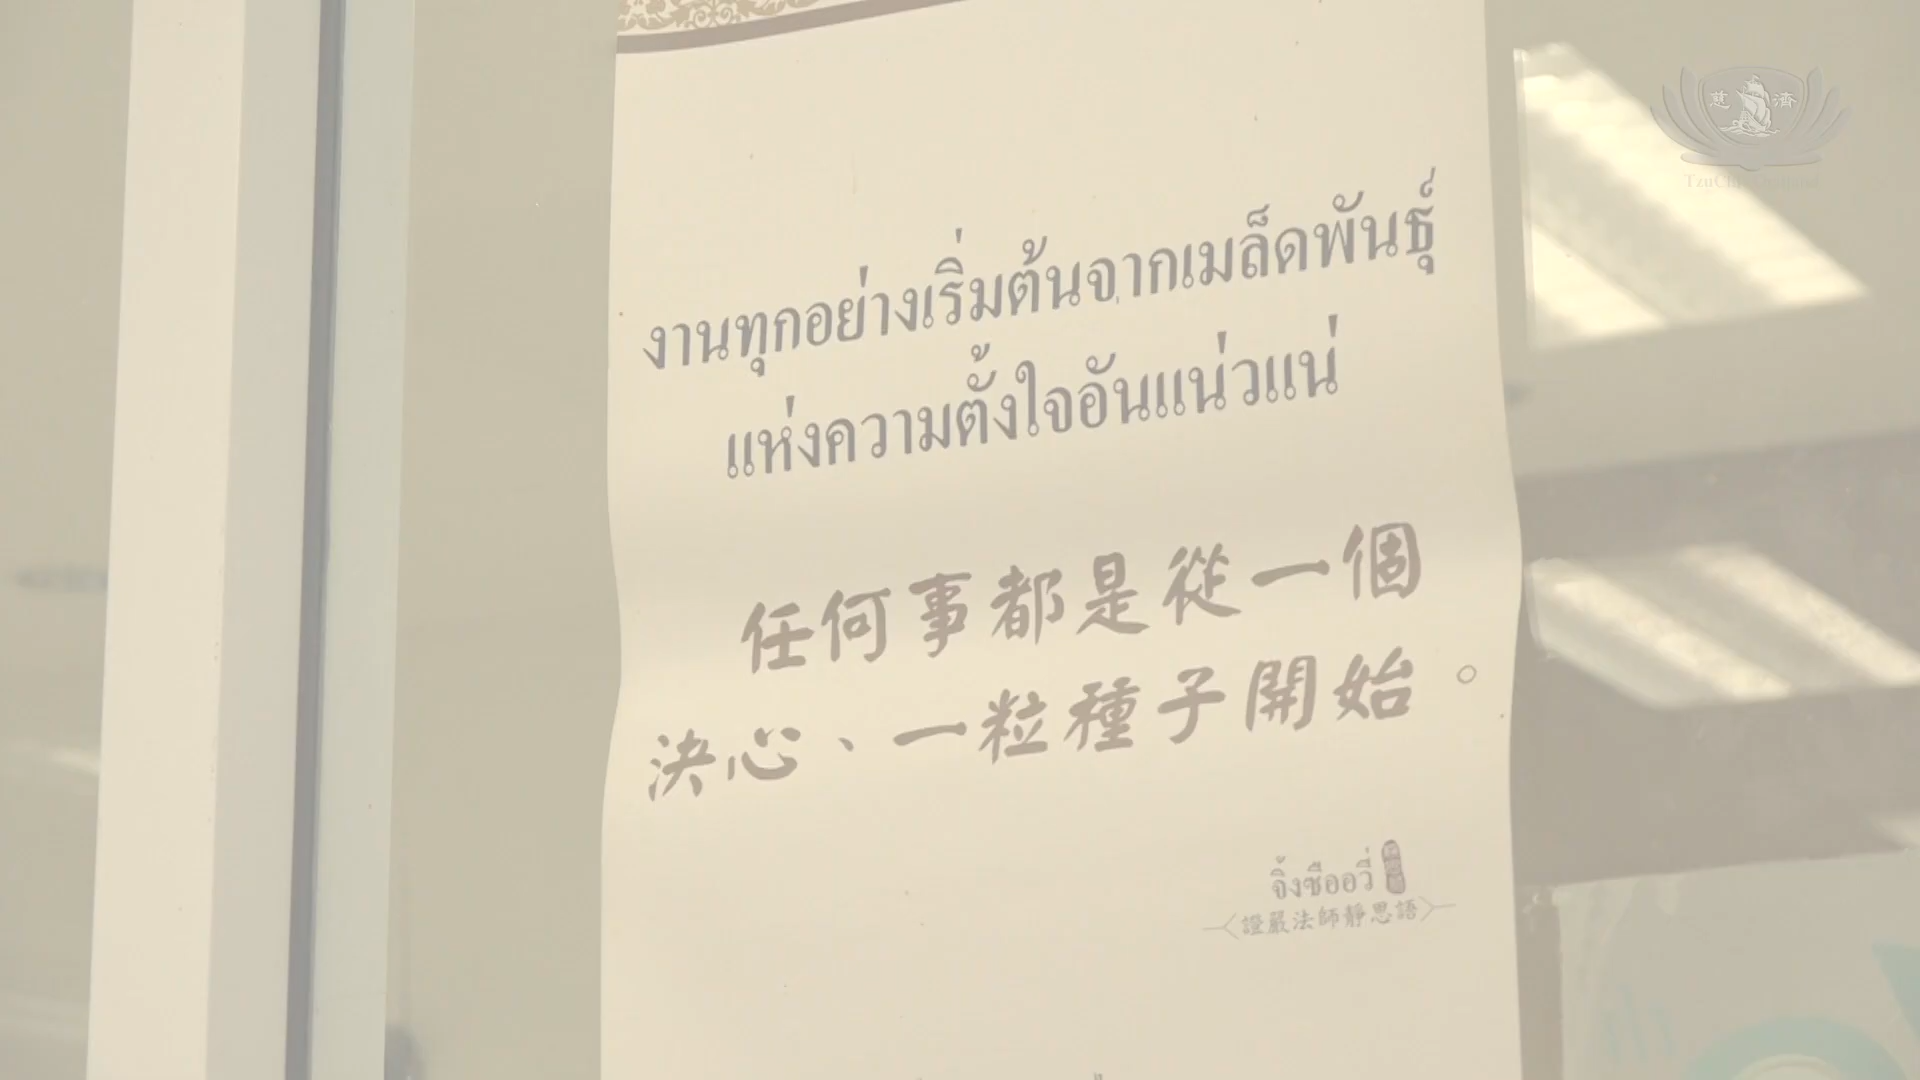 慈濟
งานทุกอย่างเริ่มต้นจากเมล็ดพันธุ์
แห่งความตั้งใจอันแน่วแน่
任何事都是從一個
決心、一粒種子開始。
จิ้งซืออวี่
證嚴法師靜思語